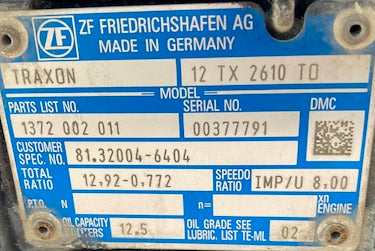 ZF FRIEDRICHSHAFEN AG
MADE IN GERMANY
TRAXON 12 TX 2610 TO
MODEL
PARTS LIST NO. SERIAL NO. DMC
1372 002 011 00377791
CUSTOMER SPEC. NO. 81.32004-6404
TOTAL RATIO 12,92-0,772 SPEEDO RATIO IMP/U 8,00
P.T.O. N n= xn ENGINE
OIL CAPACITY LITERS 12.5 OIL GRADE SEE LUBRIC. LIST TE-ML 02